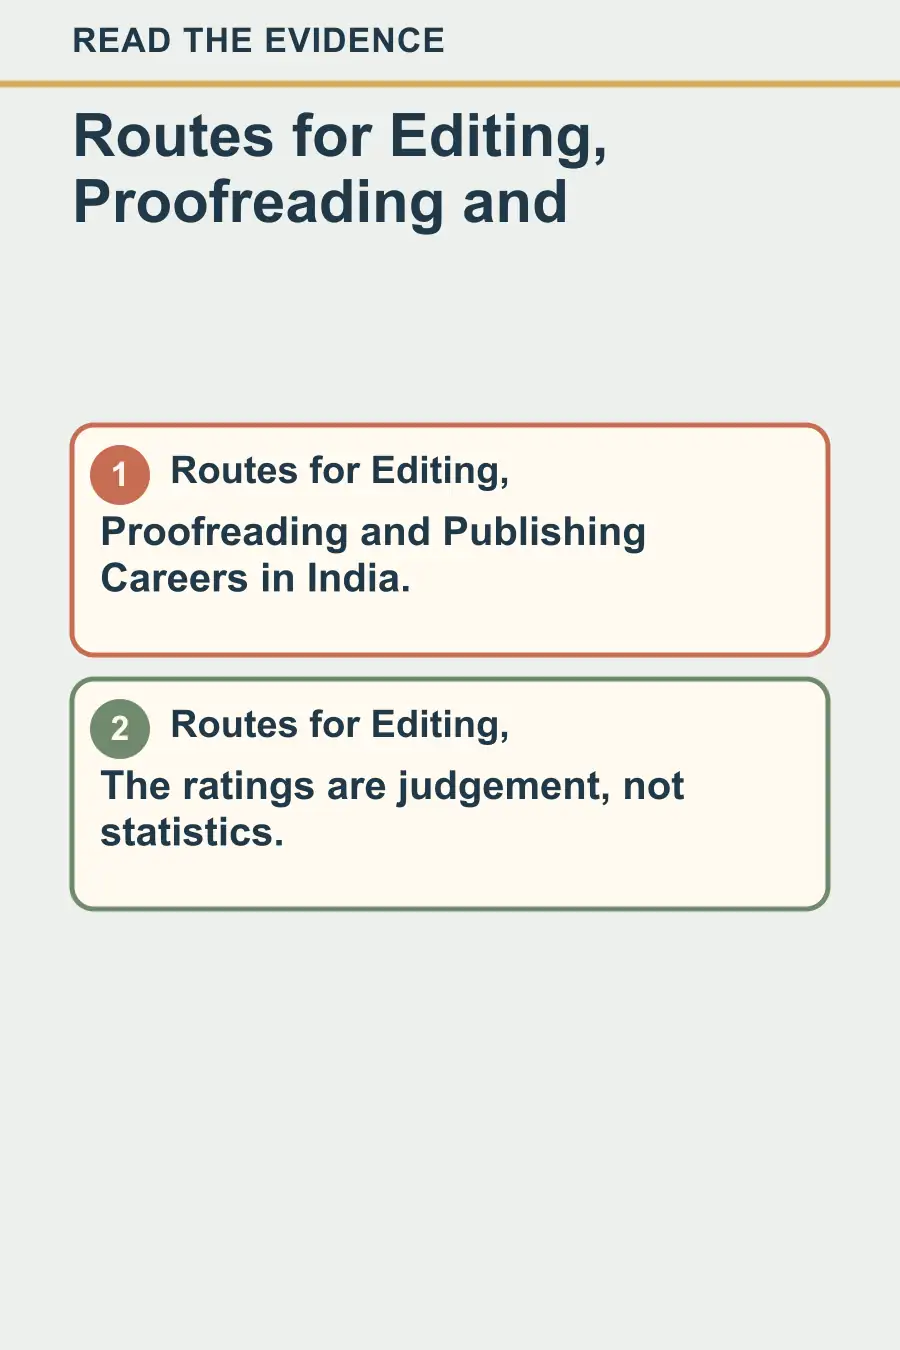 READ THE EVIDENCE
Routes for Editing,
Proofreading and
1 Routes for Editing,
Proofreading and Publishing
Careers in India.
2 Routes for Editing,
The ratings are judgement, not
statistics.